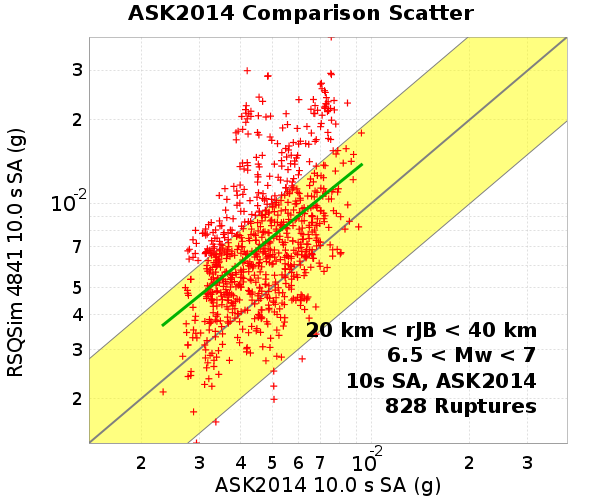 ASK2014 Comparison Scatter
RSQSim 4841 10.0 s SA (g)
3
2
10-2
7
5
4
3
2
20 km < rJB < 40 km
6.5 < Mw < 7
10s SA, ASK2014
828 Ruptures
2 3 4 5 6 7 10-2 2 3
ASK2014 10.0 s SA (g)